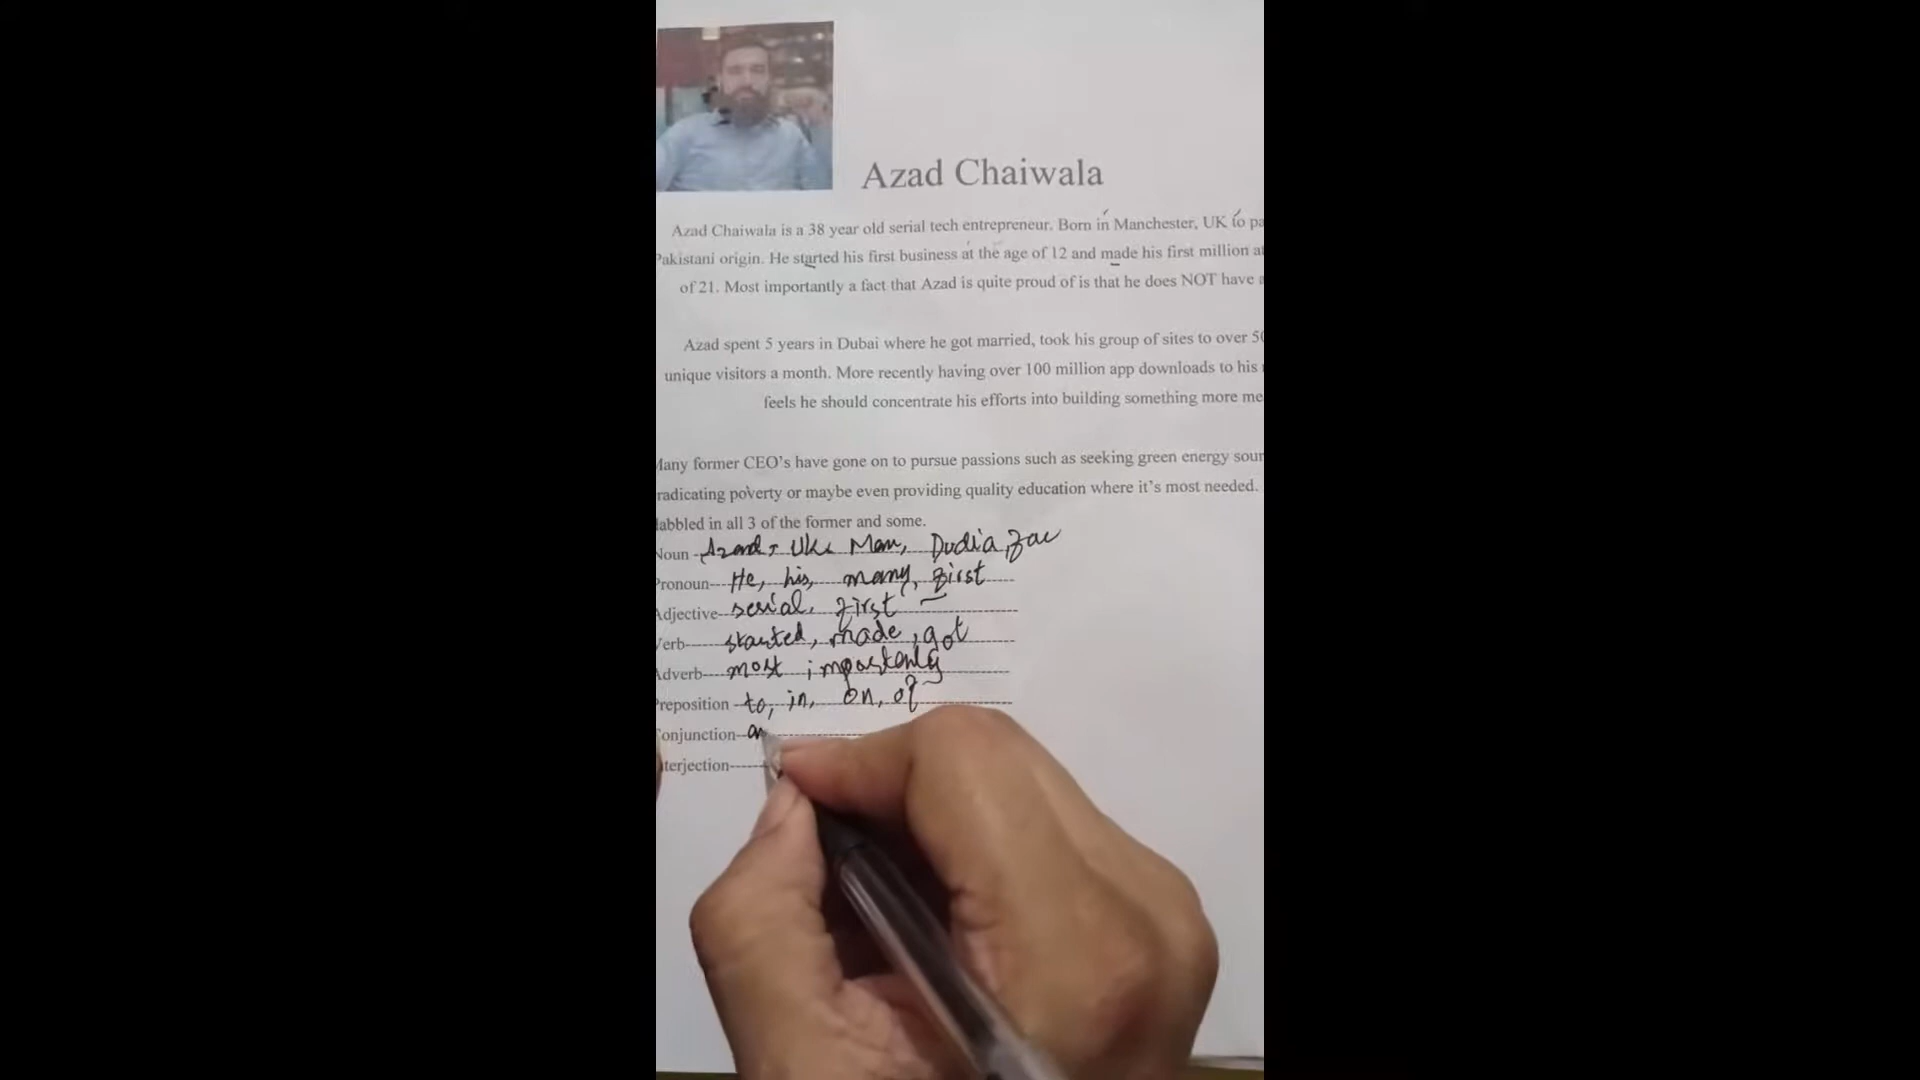 Azad Chaiwala
Azad Chaiwala is a 38 year old serial tech entrepreneur. Born in Manchester, UK to pa
Pakistani origin. He started his first business at the age of 12 and made his first million at
of 21. Most importantly a fact that Azad is quite proud of is that he does NOT have a
Azad spent 5 years in Dubai where he got married, took his group of sites to over 50
unique visitors a month. More recently having over 100 million app downloads to his
feels he should concentrate his efforts into building something more me
Many former CEO's have gone on to pursue passions such as seeking green energy sour
radicating poverty or maybe even providing quality education where it's most needed.
abbled in all 3 of the former and some.
Noun - Azad, UK, Man,
Pronoun-- He, his, many, first
Adjective-- serial, first
Verb---- started, made, got
Adverb--- most importantly
Preposition -- to, in, on, of
Conjunction-- an
terjection------